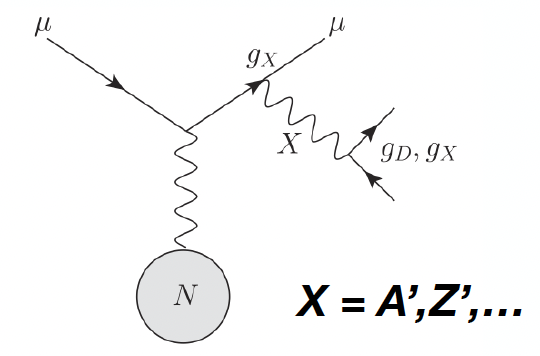 μ
μ
g_X
X
g_D, g_X
N
X = A',Z',...